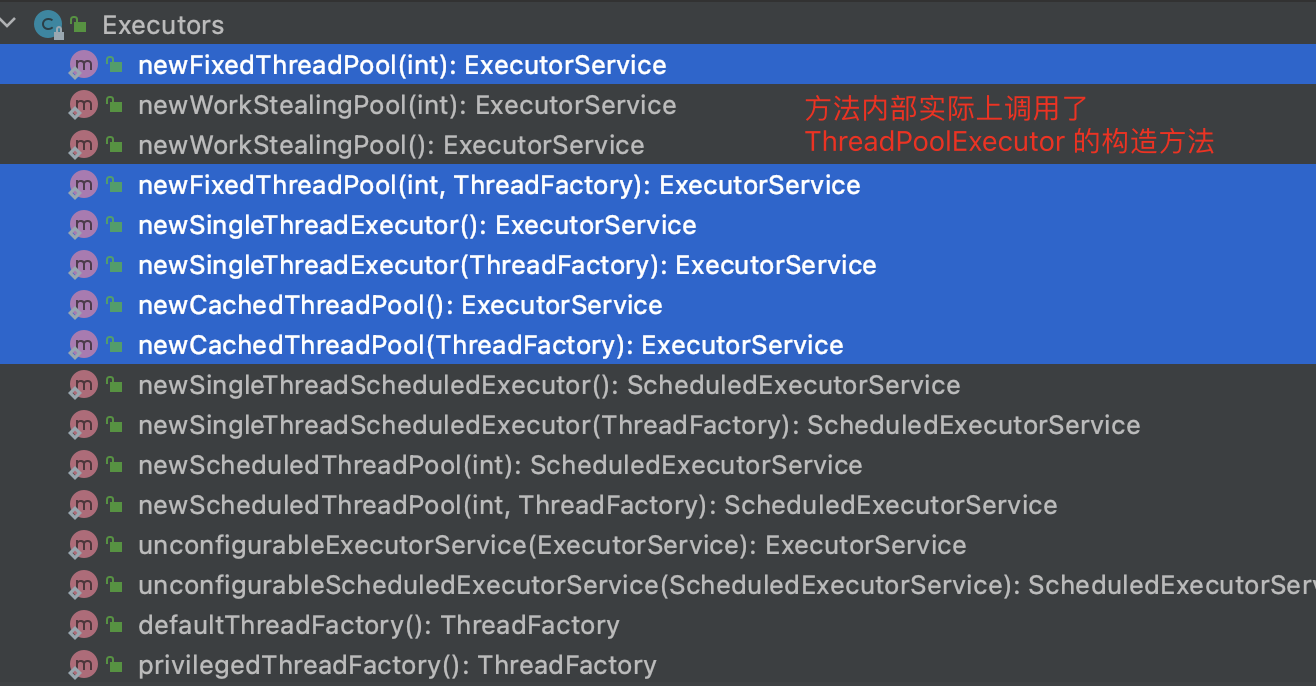 Executors
newFixedThreadPool(int): ExecutorService
newWorkStealingPool(int): ExecutorService
newWorkStealingPool(): ExecutorService
方法内部实际上调用了
ThreadPoolExecutor 的构造方法
newFixedThreadPool(int, ThreadFactory): ExecutorService
newSingleThreadExecutor(): ExecutorService
newSingleThreadExecutor(ThreadFactory): ExecutorService
newCachedThreadPool(): ExecutorService
newCachedThreadPool(ThreadFactory): ExecutorService
newSingleThreadScheduledExecutor(): ScheduledExecutorService
newSingleThreadScheduledExecutor(ThreadFactory): ScheduledExecutorService
newScheduledThreadPool(int): ScheduledExecutorService
newScheduledThreadPool(int, ThreadFactory): ScheduledExecutorService
unconfigurableExecutorService(ExecutorService): ExecutorService
unconfigurableScheduledExecutorService(ScheduledExecutorService): ScheduledExecutorSer
defaultThreadFactory(): ThreadFactory
privilegedThreadFactory(): ThreadFactory